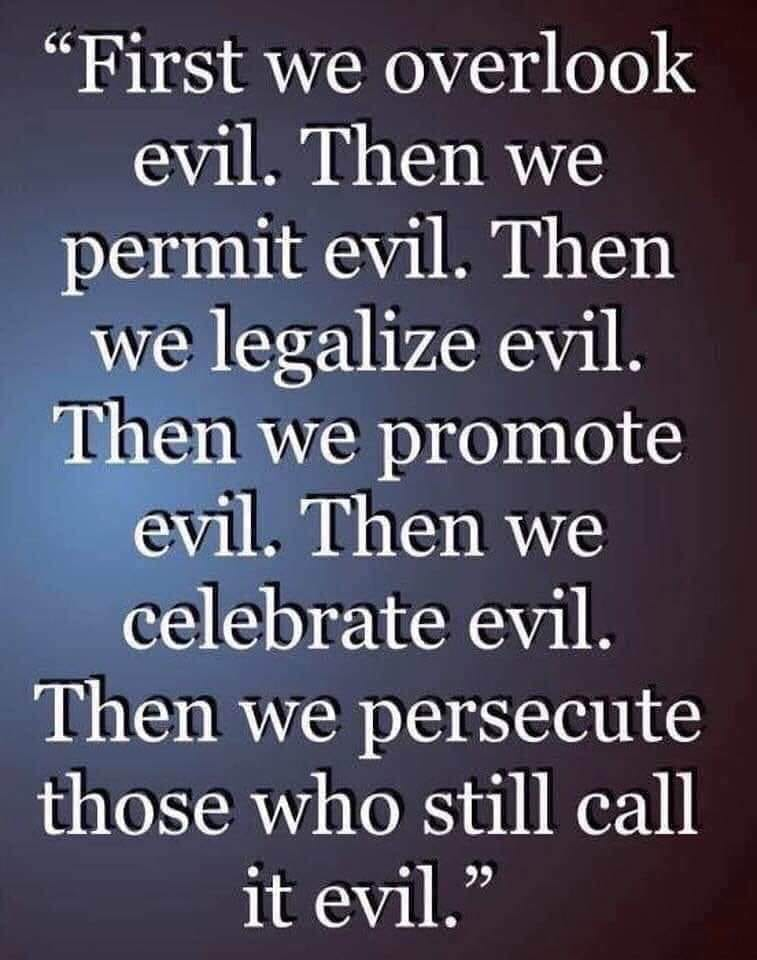 “First we overlook
evil. Then we
permit evil. Then
we legalize evil.
Then we promote
evil. Then we
celebrate evil.
Then we persecute
those who still call
it evil.”